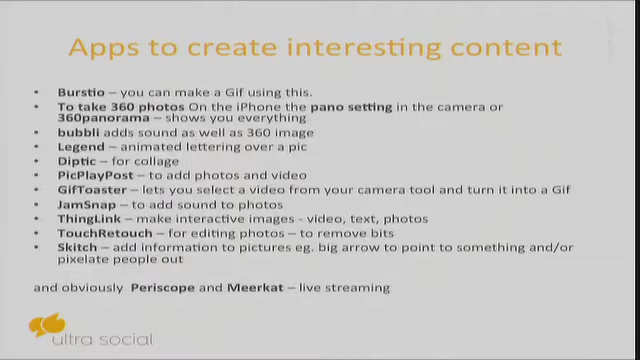 Apps to create interesting content
• Burstio – you can make a Gif using this.
• To take 360 photos On the iPhone the pano setting in the camera or
360panorama – shows you everything
• bubbli adds sound as well as 360 image
• Legend – animated lettering over a pic
• Diptic – for collage
• PicPlayPost – to add photos and video
• GifToaster – lets you select a video from your camera tool and turn it into a Gif
• JamSnap – to add sound to photos
• ThingLink – make interactive images - video, text, photos
• TouchRetouch – for editing photos – to remove bits
• Skitch – add information to pictures eg. big arrow to point to something and/or
pixelate people out
and obviously Periscope and Meerkat – live streaming
ultra social